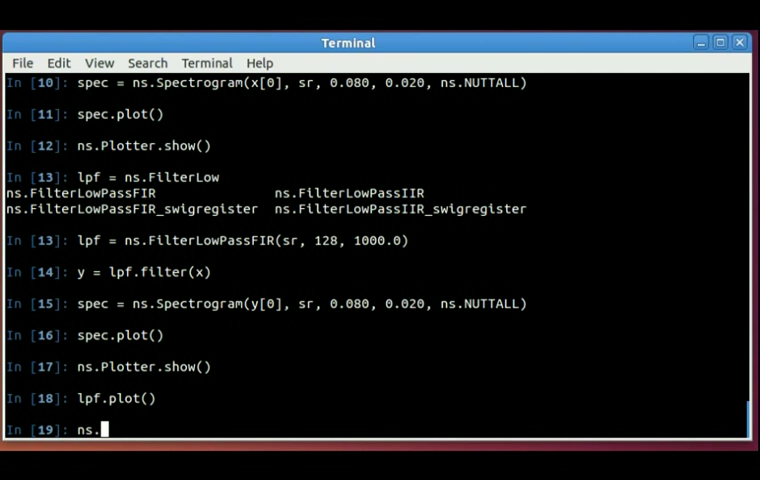 Terminal
File Edit View Search Terminal Help
In [10]: spec = ns.Spectrogram(x[0], sr, 0.080, 0.020, ns.NUTTALL)
In [11]: spec.plot()
In [12]: ns.Plotter.show()
In [13]: lpf = ns.FilterLow
ns.FilterLowPassFIR ns.FilterLowPassIIR
ns.FilterLowPassFIR_swigregister ns.FilterLowPassIIR_swigregister
In [13]: lpf = ns.FilterLowPassFIR(sr, 128, 1000.0)
In [14]: y = lpf.filter(x)
In [15]: spec = ns.Spectrogram(y[0], sr, 0.080, 0.020, ns.NUTTALL)
In [16]: spec.plot()
In [17]: ns.Plotter.show()
In [18]: lpf.plot()
In [19]: ns.